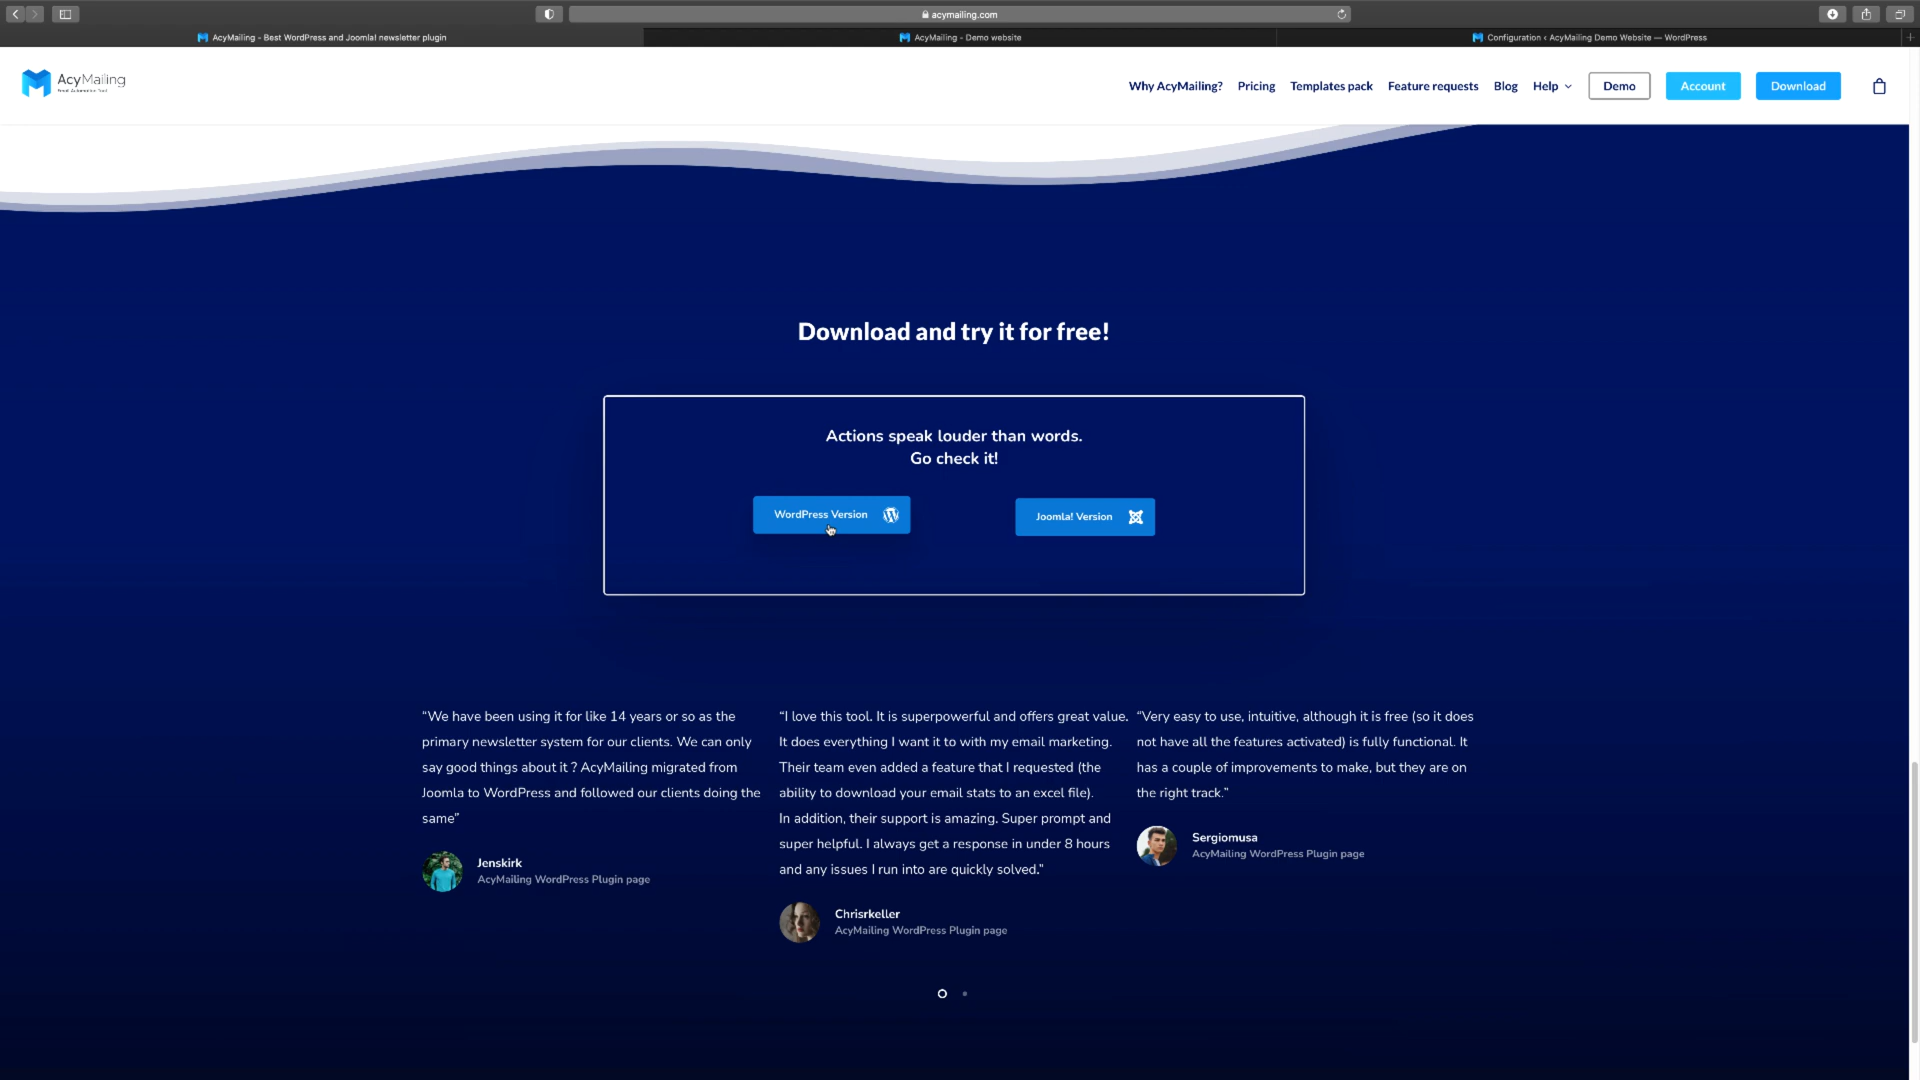 acymailing.com
AcyMailing - Best WordPress and Joomla! newsletter plugin
AcyMailing - Demo website
Configuration ‹ AcyMailing Demo Website — WordPress
AcyMailing
Email Automation Tool
Why AcyMailing?
Pricing
Templates pack
Feature requests
Blog
Help
Demo
Account
Download
Download and try it for free!
Actions speak louder than words.
Go check it!
WordPress Version
Joomla! Version
“We have been using it for like 14 years or so as the
primary newsletter system for our clients. We can only
say good things about it ? AcyMailing migrated from
Joomla to WordPress and followed our clients doing the
same”
Jenskirk
AcyMailing WordPress Plugin page
“I love this tool. It is superpowerful and offers great value.
It does everything I want it to with my email marketing.
Their team even added a feature that I requested (the
ability to download your email stats to an excel file).
In addition, their support is amazing. Super prompt and
super helpful. I always get a response in under 8 hours
and any issues I run into are quickly solved.”
Chrisrkeller
AcyMailing WordPress Plugin page
“Very easy to use, intuitive, although it is free (so it does
not have all the features activated) is fully functional. It
has a couple of improvements to make, but they are on
the right track.”
Sergiomusa
AcyMailing WordPress Plugin page